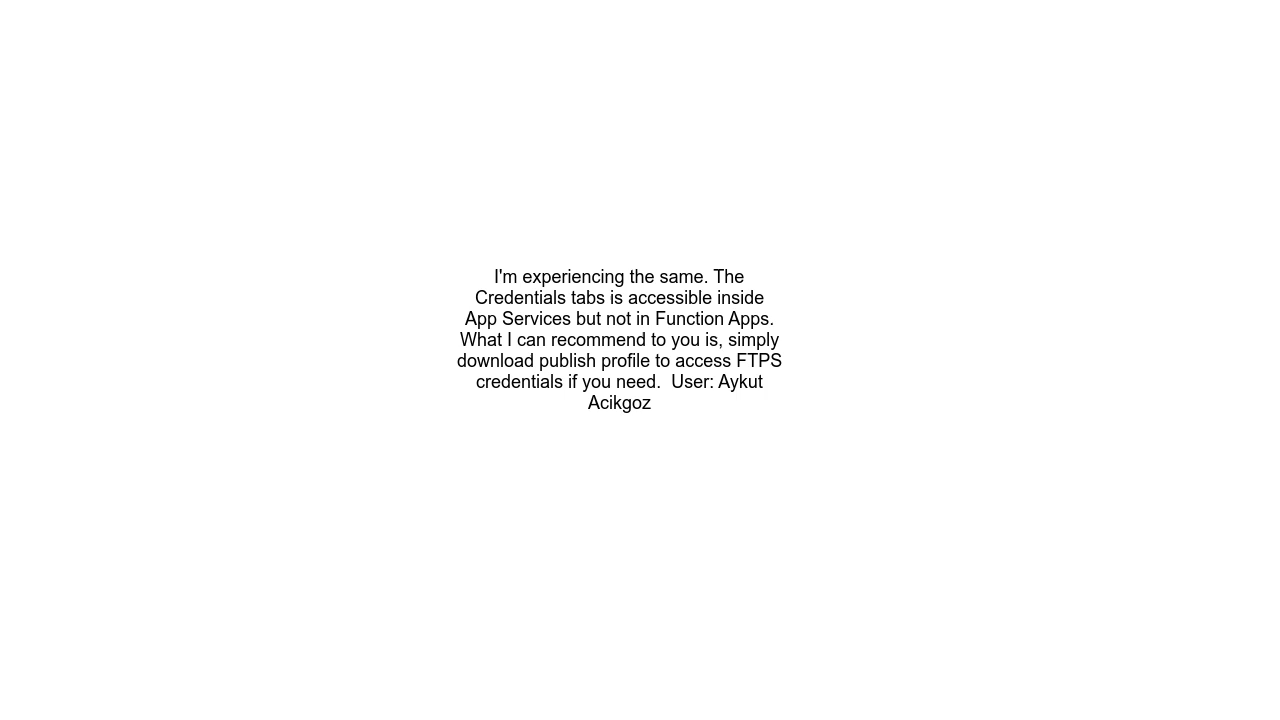 I'm experiencing the same. The
Credentials tabs is accessible inside
App Services but not in Function Apps.
What I can recommend to you is, simply
download publish profile to access FTPS
credentials if you need.  User: Aykut
Acikgoz